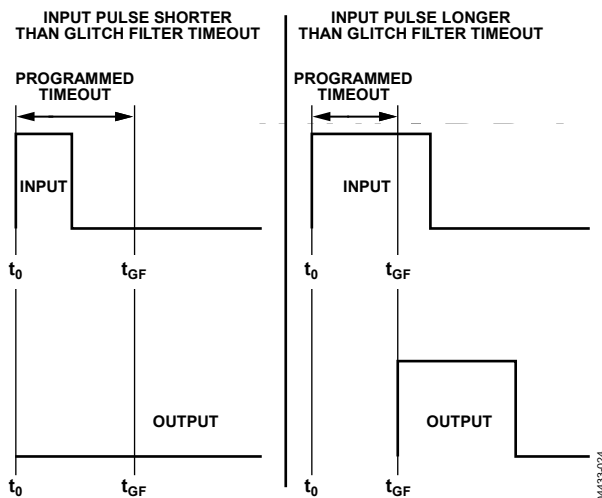 INPUT PULSE SHORTER
THAN GLITCH FILTER TIMEOUT
PROGRAMMED
TIMEOUT
INPUT
t0
tGF
OUTPUT
t0
tGF
INPUT PULSE LONGER
THAN GLITCH FILTER TIMEOUT
PROGRAMMED
TIMEOUT
INPUT
t0
tGF
OUTPUT
t0
tGF